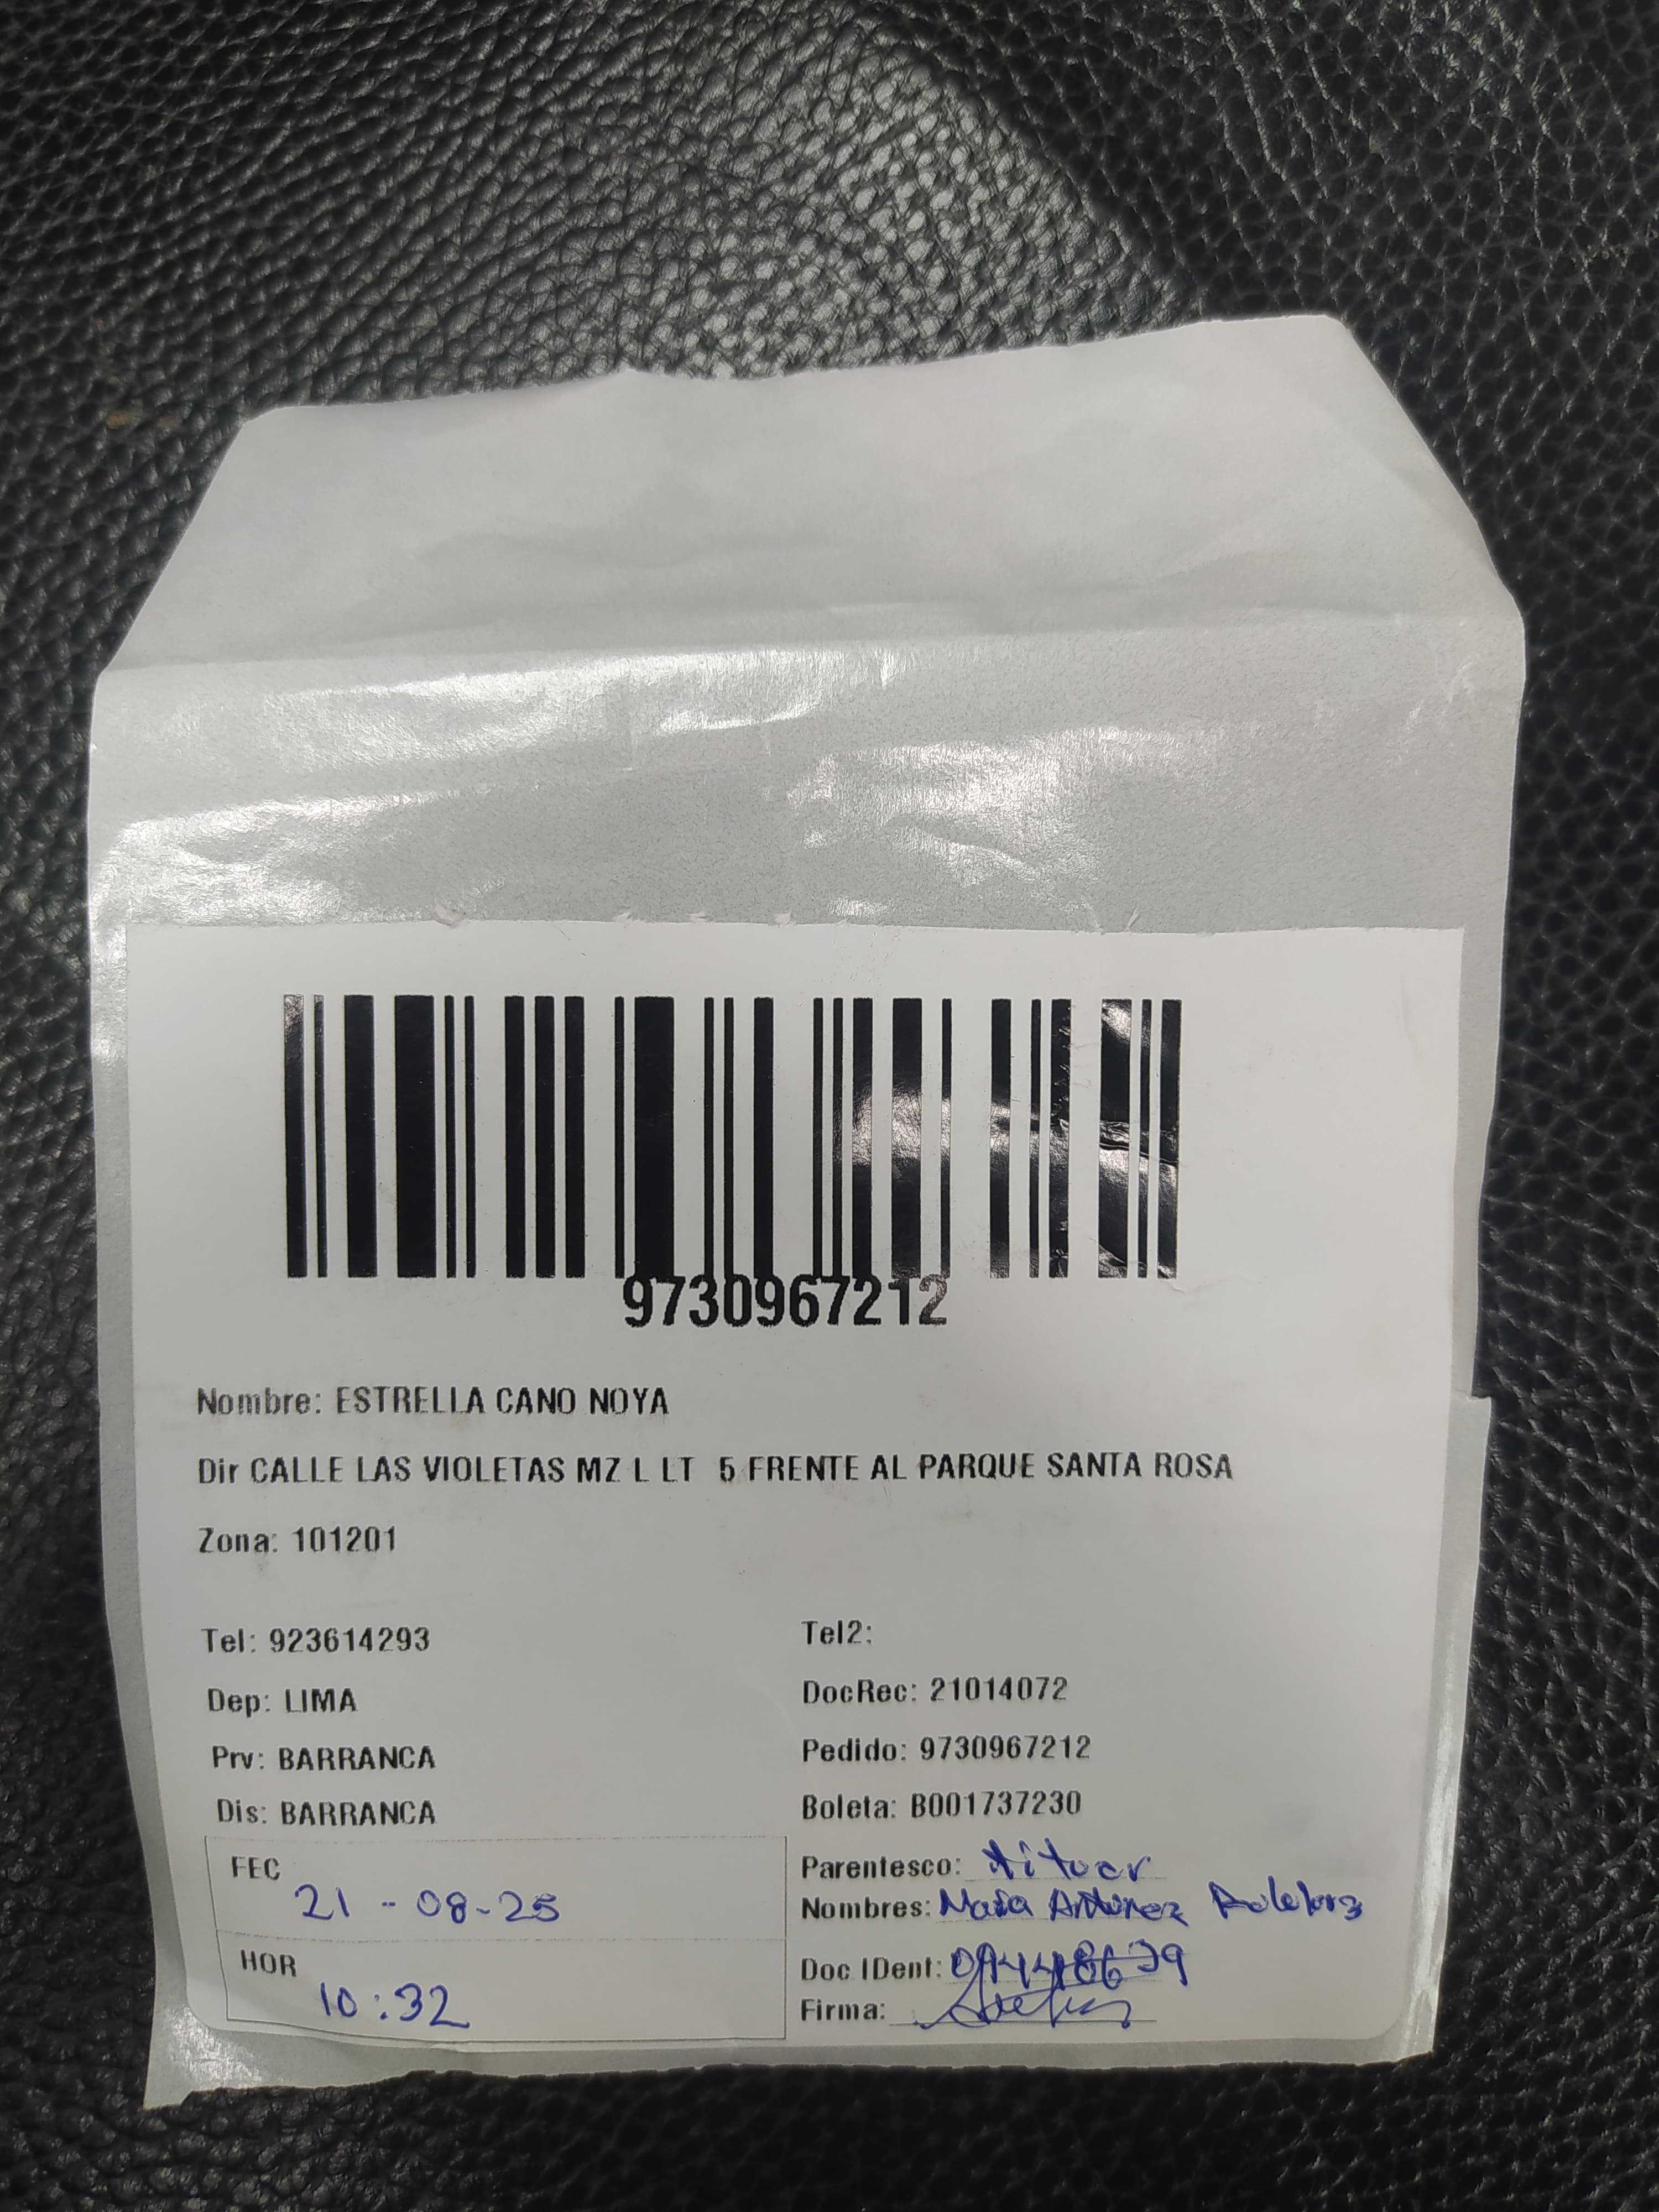 9730967212
Nombre: ESTRELLA CANO NOYA
Dir CALLE LAS VIOLETAS MZ L LT 5 FRENTE AL PARQUE SANTA ROSA
Zona: 101201
Tel: 923614293
Tel2:
Dep: LIMA
DocRec: 21014072
Prv: BARRANCA
Pedido: 9730967212
Dis: BARRANCA
Boleta: B001737230
FEC
21-08-25
Parentesco:
Nombres: Maria Antunez
HOR
10:32
Doc IDent:
Firma: